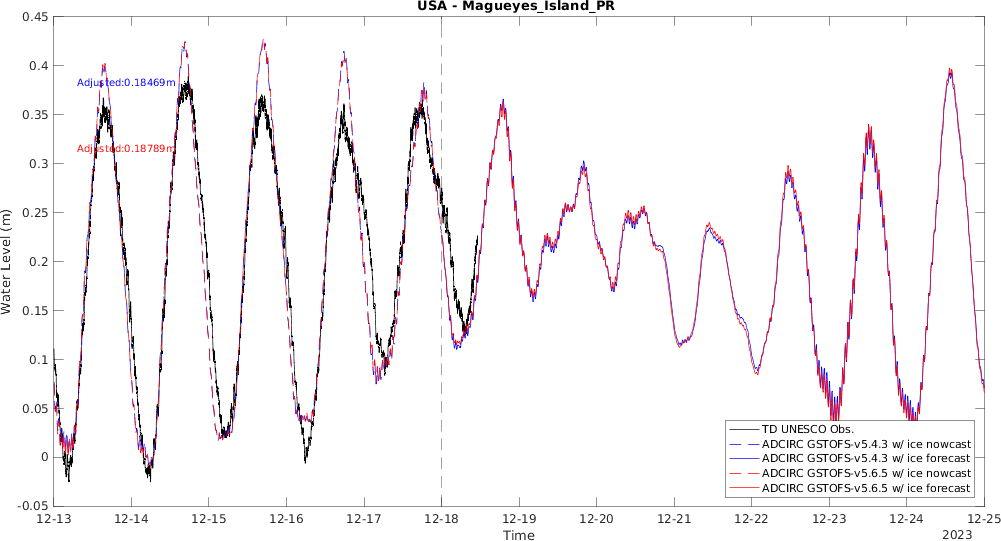 USA - Magueyes_Island_PR
0.45
0.4
0.35
0.3
0.25
0.2
0.15
0.1
0.05
0
-0.05
Water Level (m)
Adjusted:0.18469m
Adjusted:0.18789m
TD UNESCO Obs.
ADCIRC GSTOFS-v5.4.3 w/ ice nowcast
ADCIRC GSTOFS-v5.4.3 w/ ice forecast
ADCIRC GSTOFS-v5.6.5 w/ ice nowcast
ADCIRC GSTOFS-v5.6.5 w/ ice forecast
12-13 12-14 12-15 12-16 12-17 12-18 12-19 12-20 12-21 12-22 12-23 12-24 12-25
Time
2023